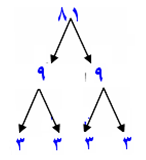 ٨١
٩ ٩
٣ ٣ ٣ ٣